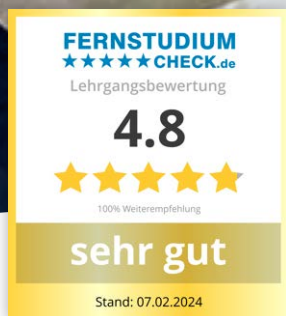 FERNSTUDIUM
★★★★★CHECK.de
Lehrgangsbewertung
4.8
100% Weiterempfehlung
sehr gut
Stand: 07.02.2024